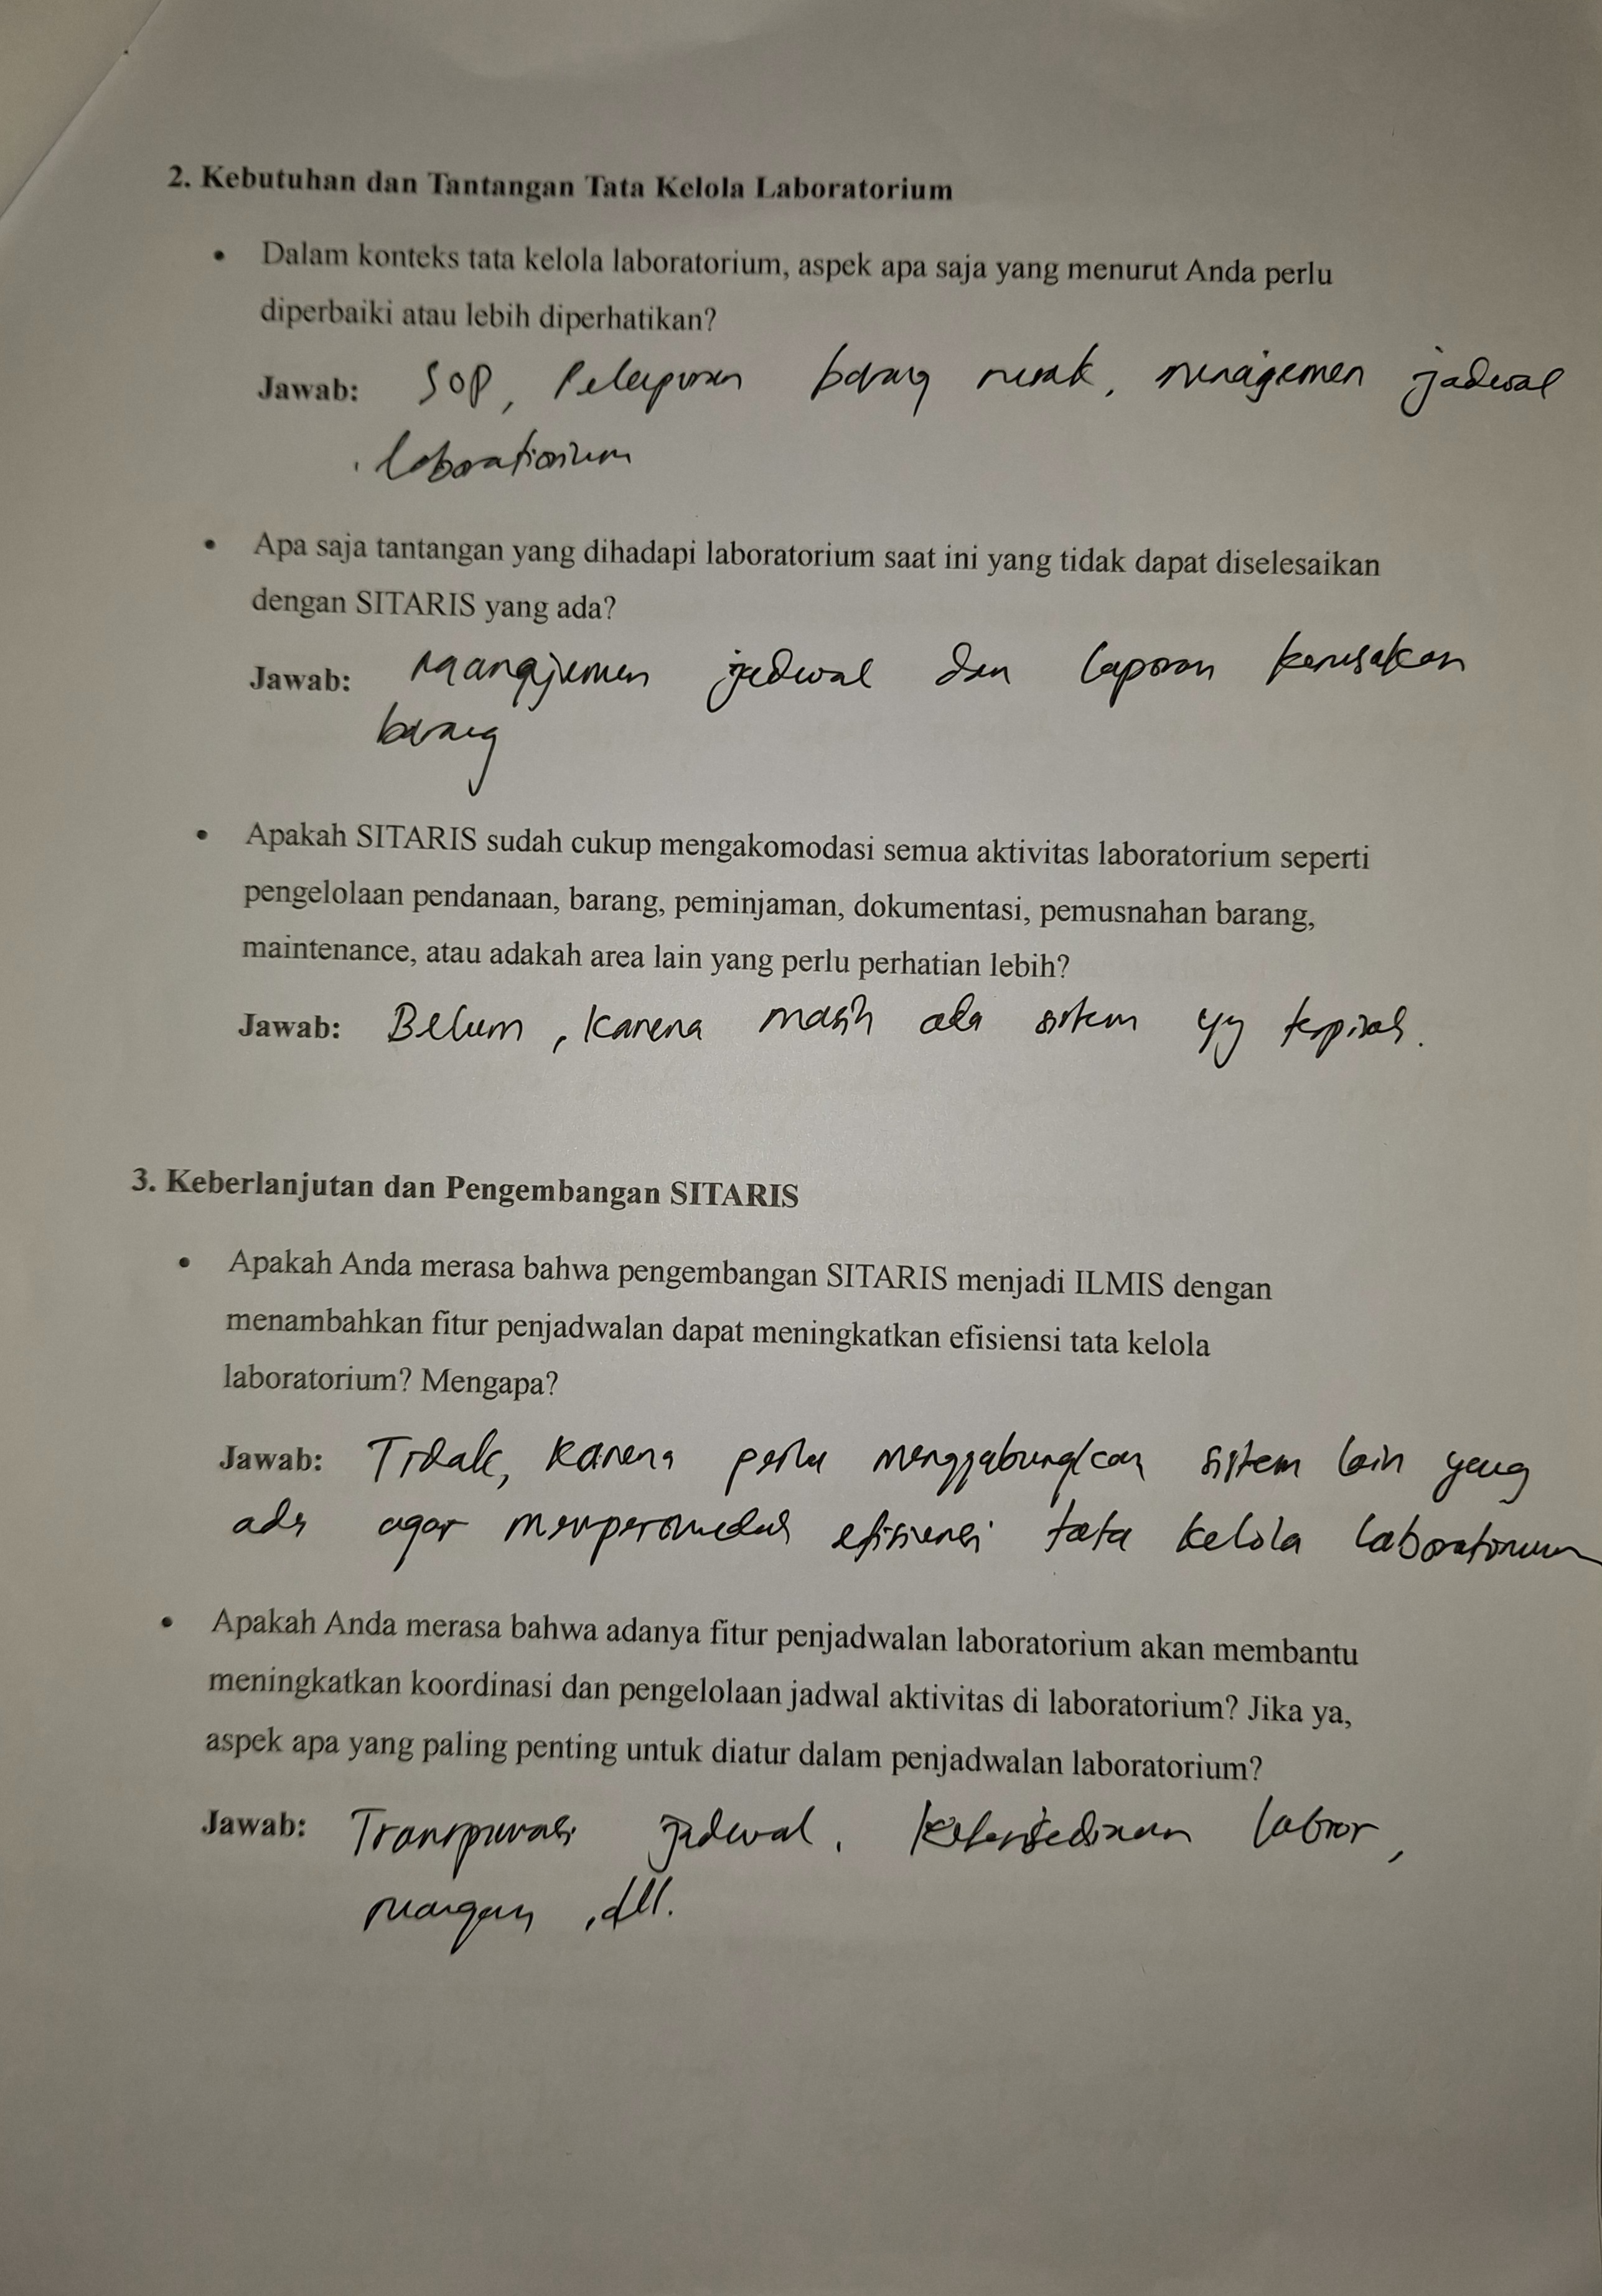 2. Kebutuhan dan Tantangan Tata Kelola Laboratorium
• Dalam konteks tata kelola laboratorium, aspek apa saja yang menurut Anda perlu
diperbaiki atau lebih diperhatikan?
Jawab: SOP, Pelaporan barang rusak, menagemen jadwal
laboratiorium
• Apa saja tantangan yang dihadapi laboratorium saat ini yang tidak dapat diselesaikan
dengan SITARIS yang ada?
Jawab: Manajemen jadwal dan laporan kerusakan
barang
• Apakah SITARIS sudah cukup mengakomodasi semua aktivitas laboratorium seperti
pengelolaan pendanaan, barang, peminjaman, dokumentasi, pemusnahan barang,
maintenance, atau adakah area lain yang perlu perhatian lebih?
Jawab: Belum, Karena masih ada sistem yg terpisah.
3. Keberlanjutan dan Pengembangan SITARIS
• Apakah Anda merasa bahwa pengembangan SITARIS menjadi ILMIS dengan
menambahkan fitur penjadwalan dapat meningkatkan efisiensi tata kelola
laboratorium? Mengapa?
Jawab: Tidak, Karena perlu menggabungkan sistem lain yang
ada agar efisiensi tata kelola laboratorium
• Apakah Anda merasa bahwa adanya fitur penjadwalan laboratorium akan membantu
meningkatkan koordinasi dan pengelolaan jadwal aktivitas di laboratorium? Jika ya,
aspek apa yang paling penting untuk diatur dalam penjadwalan laboratorium?
Jawab: Transparasi jadwal, Ketersediaan labor,
ruangan, dll.